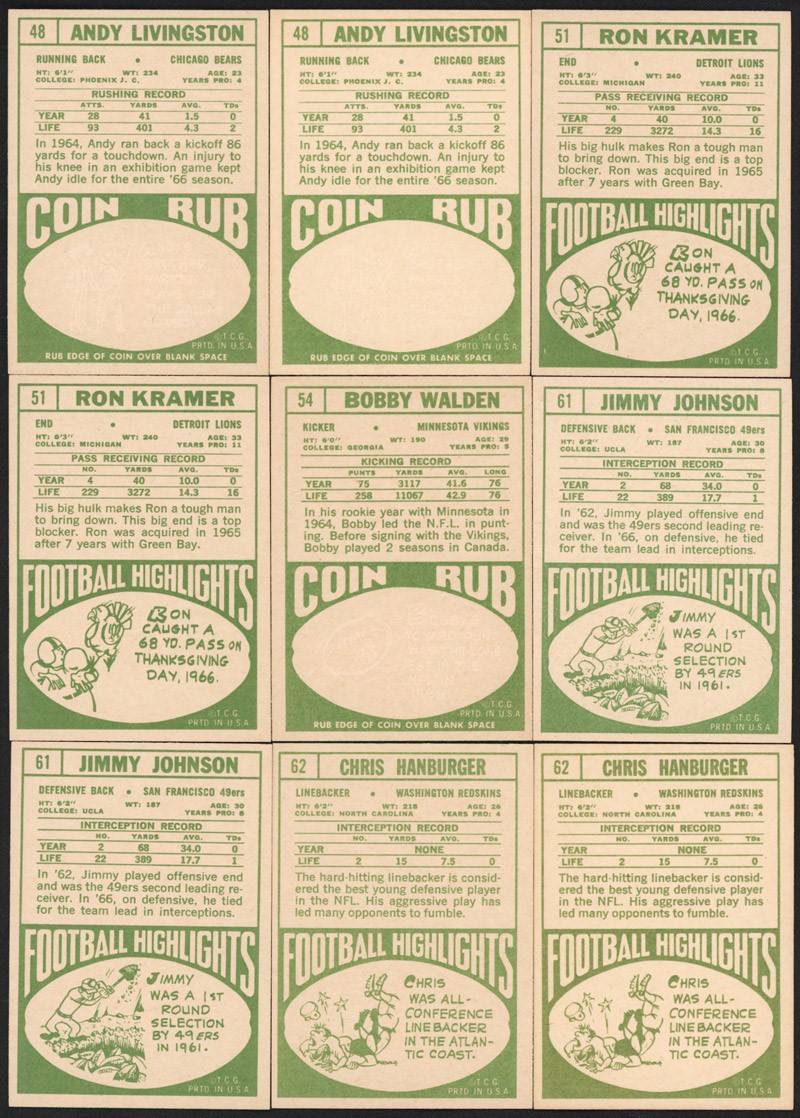 48 ANDY LIVINGSTON
RUNNING BACK • CHICAGO BEARS
HT: 6'1" WT: 234 AGE: 23
COLLEGE: PHOENIX J. C. YEARS PRO: 4
RUSHING RECORD
ATTS. YARDS AVG. TDs
YEAR 28 41 1.5 0
LIFE 93 401 4.3 2
In 1964, Andy ran back a kickoff 86
yards for a touchdown. An injury to
his knee in an exhibition game kept
Andy idle for the entire '66 season.
COIN RUB
©T.C.G.
PRTD. IN U.S.A.
RUB EDGE OF COIN OVER BLANK SPACE
48 ANDY LIVINGSTON
RUNNING BACK • CHICAGO BEARS
HT: 6'1" WT: 234 AGE: 23
COLLEGE: PHOENIX J. C. YEARS PRO: 4
RUSHING RECORD
ATTS. YARDS AVG. TDs
YEAR 28 41 1.5 0
LIFE 93 401 4.3 2
In 1964, Andy ran back a kickoff 86
yards for a touchdown. An injury to
his knee in an exhibition game kept
Andy idle for the entire '66 season.
COIN RUB
©T.C.G.
PRTD. IN U.S.A.
RUB EDGE OF COIN OVER BLANK SPACE
51 RON KRAMER
END • DETROIT LIONS
HT: 6'3" WT: 240 AGE: 33
COLLEGE: MICHIGAN YEARS PRO: 11
PASS RECEIVING RECORD
NO. YARDS AVG. TDs
YEAR 4 40 10.0 0
LIFE 229 3272 14.3 16
His big hulk makes Ron a tough man
to bring down. This big end is a top
blocker. Ron was acquired in 1965
after 7 years with Green Bay.
FOOTBALL HIGHLIGHTS
RON
CAUGHT A
68 YD. PASS ON
THANKSGIVING
DAY, 1966.
©T.C.G.
PRTD. IN U.S.A.
51 RON KRAMER
END • DETROIT LIONS
HT: 6'3" WT: 240 AGE: 33
COLLEGE: MICHIGAN YEARS PRO: 11
PASS RECEIVING RECORD
NO. YARDS AVG. TDs
YEAR 4 40 10.0 0
LIFE 229 3272 14.3 16
His big hulk makes Ron a tough man
to bring down. This big end is a top
blocker. Ron was acquired in 1965
after 7 years with Green Bay.
FOOTBALL HIGHLIGHTS
RON
CAUGHT A
68 YD. PASS ON
THANKSGIVING
DAY, 1966.
©T.C.G.
PRTD. IN U.S.A.
54 BOBBY WALDEN
KICKER • MINNESOTA VIKINGS
HT: 6'0" WT: 190 AGE: 29
COLLEGE: GEORGIA YEARS PRO: 5
KICKING RECORD
PUNTS YARDS AVG. LONG
YEAR 75 3117 41.6 76
LIFE 258 11067 42.9 76
In his rookie year with Minnesota in
1964, Bobby led the N.F.L. in punt-
ing. Before signing with the Vikings,
Bobby played 2 seasons in Canada.
COIN RUB
©T.C.G.
PRTD. IN U.S.A.
RUB EDGE OF COIN OVER BLANK SPACE
61 JIMMY JOHNSON
DEFENSIVE BACK • SAN FRANCISCO 49ers
HT: 6'2" WT: 187 AGE: 30
COLLEGE: UCLA YEARS PRO: 8
INTERCEPTION RECORD
NO. YARDS AVG. TDs
YEAR 2 68 34.0 0
LIFE 22 389 17.7 1
In '62, Jimmy played offensive end
and was the 49ers second leading re-
ceiver. In '66, on defensive, he tied
for the team lead in interceptions.
FOOTBALL HIGHLIGHTS
JIMMY
WAS A 1ST
ROUND
SELECTION
BY 49ERS
IN 1961.
©T.C.G.
PRTD. IN U.S.A.
61 JIMMY JOHNSON
DEFENSIVE BACK • SAN FRANCISCO 49ers
HT: 6'2" WT: 187 AGE: 30
COLLEGE: UCLA YEARS PRO: 8
INTERCEPTION RECORD
NO. YARDS AVG. TDs
YEAR 2 68 34.0 0
LIFE 22 389 17.7 1
In '62, Jimmy played offensive end
and was the 49ers second leading re-
ceiver. In '66, on defensive, he tied
for the team lead in interceptions.
FOOTBALL HIGHLIGHTS
JIMMY
WAS A 1ST
ROUND
SELECTION
BY 49ERS
IN 1961.
©T.C.G.
PRTD. IN U.S.A.
62 CHRIS HANBURGER
LINEBACKER • WASHINGTON REDSKINS
HT: 6'2" WT: 218 AGE: 26
COLLEGE: NORTH CAROLINA YEARS PRO: 4
INTERCEPTION RECORD
NO. YARDS AVG. TDs
YEAR NONE
LIFE 2 15 7.5 0
The hard-hitting linebacker is consid-
ered the best young defensive player
in the NFL. His aggressive play has
led many opponents to fumble.
FOOTBALL HIGHLIGHTS
CHRIS
WAS ALL-
CONFERENCE
LINEBACKER
IN THE ATLAN-
TIC COAST.
©T.C.G.
PRTD. IN U.S.A.
62 CHRIS HANBURGER
LINEBACKER • WASHINGTON REDSKINS
HT: 6'2" WT: 218 AGE: 26
COLLEGE: NORTH CAROLINA YEARS PRO: 4
INTERCEPTION RECORD
NO. YARDS AVG. TDs
YEAR NONE
LIFE 2 15 7.5 0
The hard-hitting linebacker is consid-
ered the best young defensive player
in the NFL. His aggressive play has
led many opponents to fumble.
FOOTBALL HIGHLIGHTS
CHRIS
WAS ALL-
CONFERENCE
LINEBACKER
IN THE ATLAN-
TIC COAST.
©T.C.G.
PRTD. IN U.S.A.